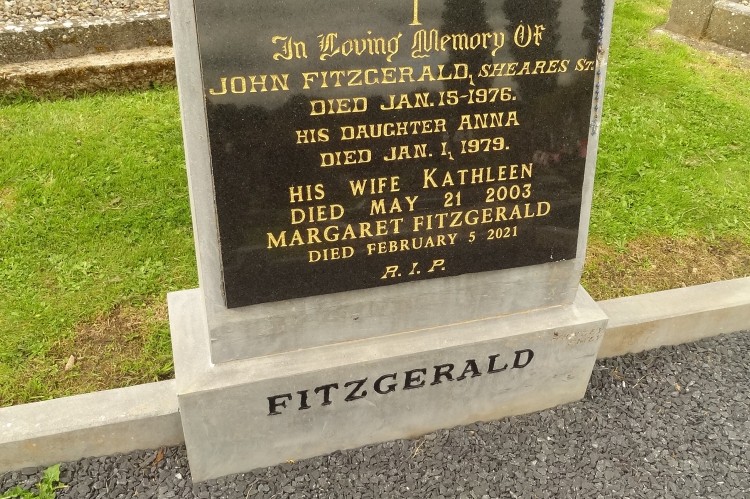 In Loving Memory Of
JOHN FITZGERALD, SHEARES ST.
DIED JAN. 15-1976.
HIS DAUGHTER ANNA
DIED JAN. 1, 1979.
HIS WIFE KATHLEEN
DIED MAY 21 2003
MARGARET FITZGERALD
DIED FEBRUARY 5 2021
R. I. P.
FITZGERALD